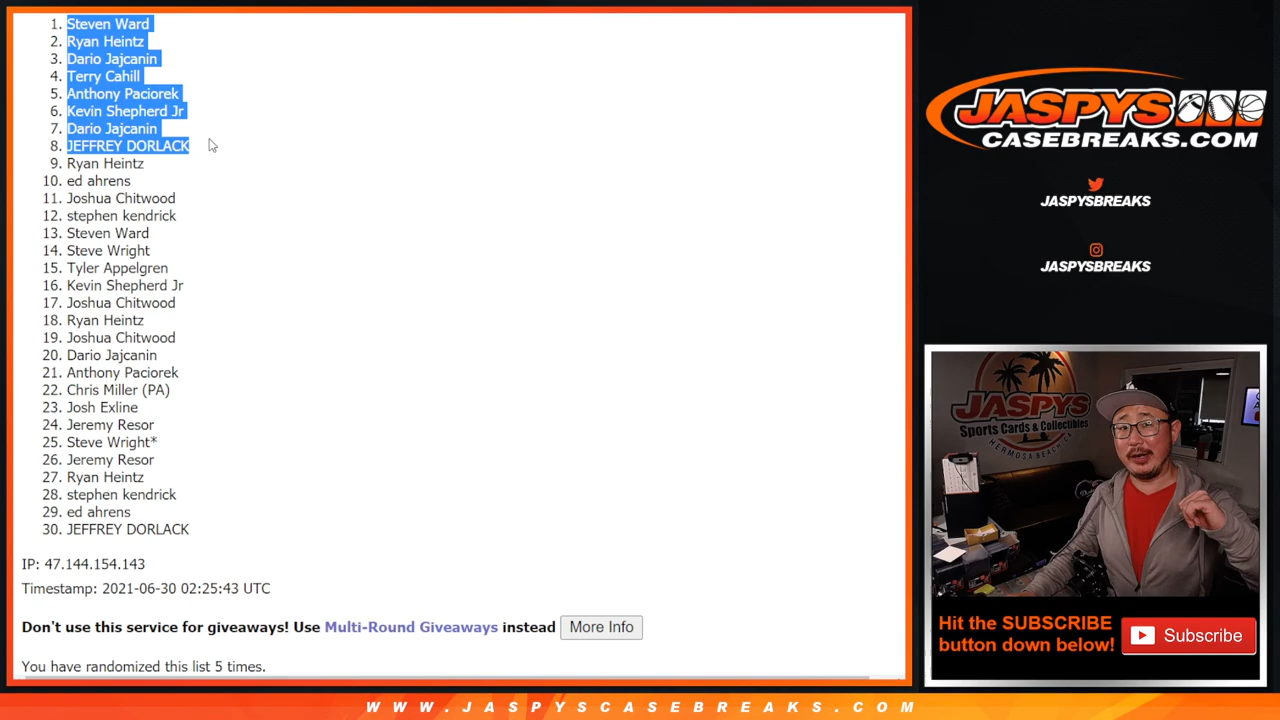 1. Steven Ward
2. Ryan Heintz
3. Dario Jajcanin
4. Terry Cahill
5. Anthony Paciorek
6. Kevin Shepherd Jr
7. Dario Jajcanin
8. JEFFREY DORLACK
9. Ryan Heintz
10. ed ahrens
11. Joshua Chitwood
12. stephen kendrick
13. Steven Ward
14. Steve Wright
15. Tyler Appelgren
16. Kevin Shepherd Jr
17. Joshua Chitwood
18. Ryan Heintz
19. Joshua Chitwood
20. Dario Jajcanin
21. Anthony Paciorek
22. Chris Miller (PA)
23. Josh Exline
24. Jeremy Resor
25. Steve Wright*
26. Jeremy Resor
27. Ryan Heintz
28. stephen kendrick
29. ed ahrens
30. JEFFREY DORLACK
IP: 47.144.154.143
Timestamp: 2021-06-30 02:25:43 UTC
Don't use this service for giveaways! Use Multi-Round Giveaways instead More Info
You have randomized this list 5 times.
JASPYS
CASEBREAKS.COM
JASPYSBREAKS
JASPYSBREAKS
JASPYS
Sports Cards & Collectibles
HERMOSA BEACH, CA
Hit the SUBSCRIBE
button down below!
Subscribe
WWW.JASPYSCASEBREAKS.COM